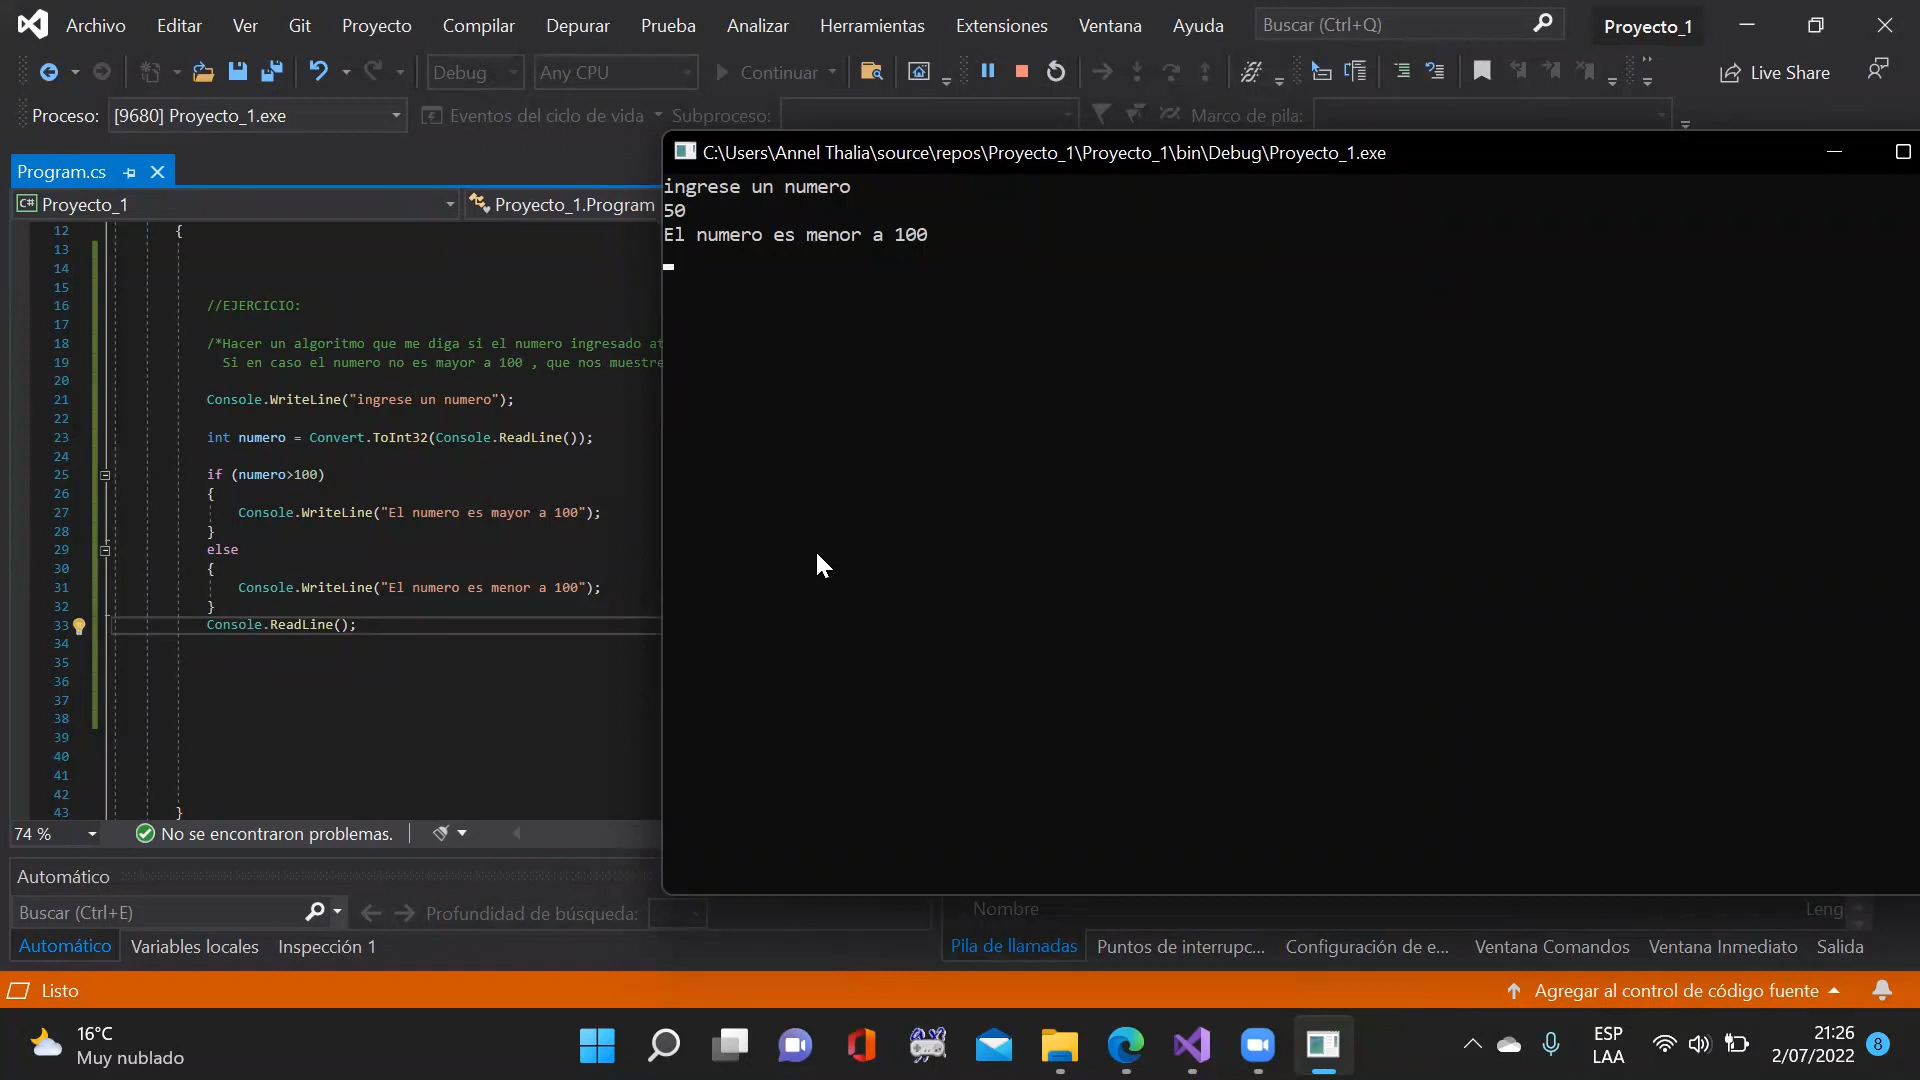 Archivo Editar Ver Git Proyecto Compilar Depurar Prueba Analizar Herramientas Extensiones Ventana Ayuda Buscar (Ctrl+Q) Proyecto_1
Debug Any CPU Continuar Live Share
Proceso: [9680] Proyecto_1.exe Eventos del ciclo de vida Subproceso: Marco de pila:
C:\Users\Annel Thalia\source\repos\Proyecto_1\Proyecto_1\bin\Debug\Proyecto_1.exe
ingrese un numero
50
El numero es menor a 100
Program.cs
C# Proyecto_1 Proyecto_1.Program
12 {
13
14
15
16 //EJERCICIO:
17
18 /*Hacer un algoritmo que me diga si el numero ingresado at
19 Si en caso el numero no es mayor a 100 , que nos muestre
20
21 Console.WriteLine("ingrese un numero");
22
23 int numero = Convert.ToInt32(Console.ReadLine());
24
25 if (numero>100)
26 {
27 Console.WriteLine("El numero es mayor a 100");
28 }
29 else
30 {
31 Console.WriteLine("El numero es menor a 100");
32 }
33 Console.ReadLine();
34
35
36
37
38
39
40
41
42
43 }
74 % No se encontraron problemas.
Automático
Buscar (Ctrl+E) Profundidad de búsqueda: Nombre Leng
Automático Variables locales Inspección 1 Pila de llamadas Puntos de interrupc... Configuración de e... Ventana Comandos Ventana Inmediato Salida
Listo Agregar al control de código fuente
16°C
Muy nublado
ESP
LAA
21:26
2/07/2022
8